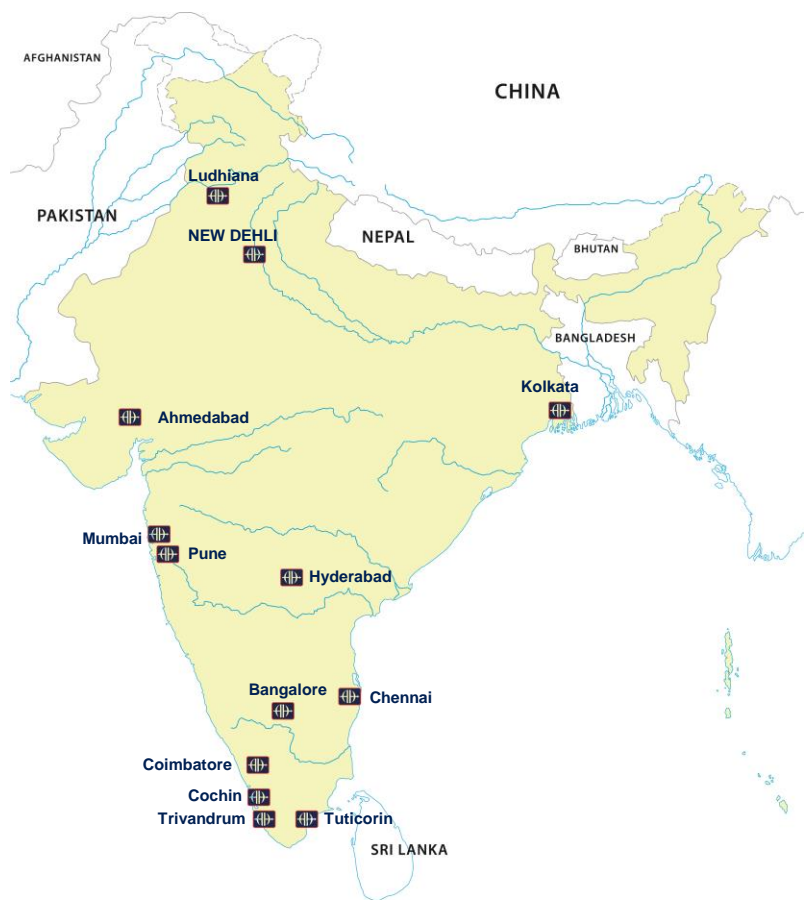 AFGHANISTAN
CHINA
Ludhiana
PAKISTAN
NEW DEHLI
NEPAL
BHUTAN
BANGLADESH
Kolkata
Ahmedabad
Mumbai
Pune
Hyderabad
Bangalore
Chennai
Coimbatore
Cochin
Trivandrum
Tuticorin
SRI LANKA